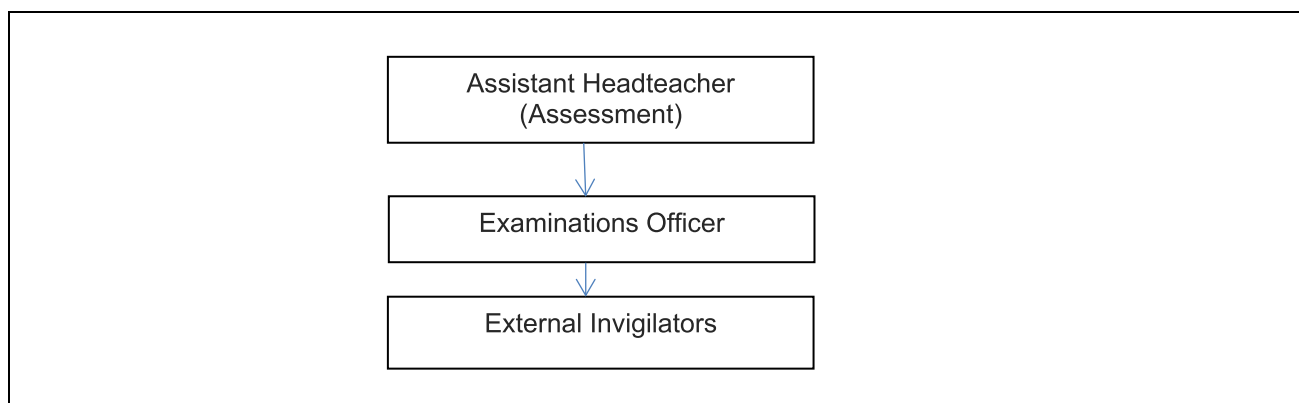 Assistant Headteacher
(Assessment)
Examinations Officer
External Invigilators